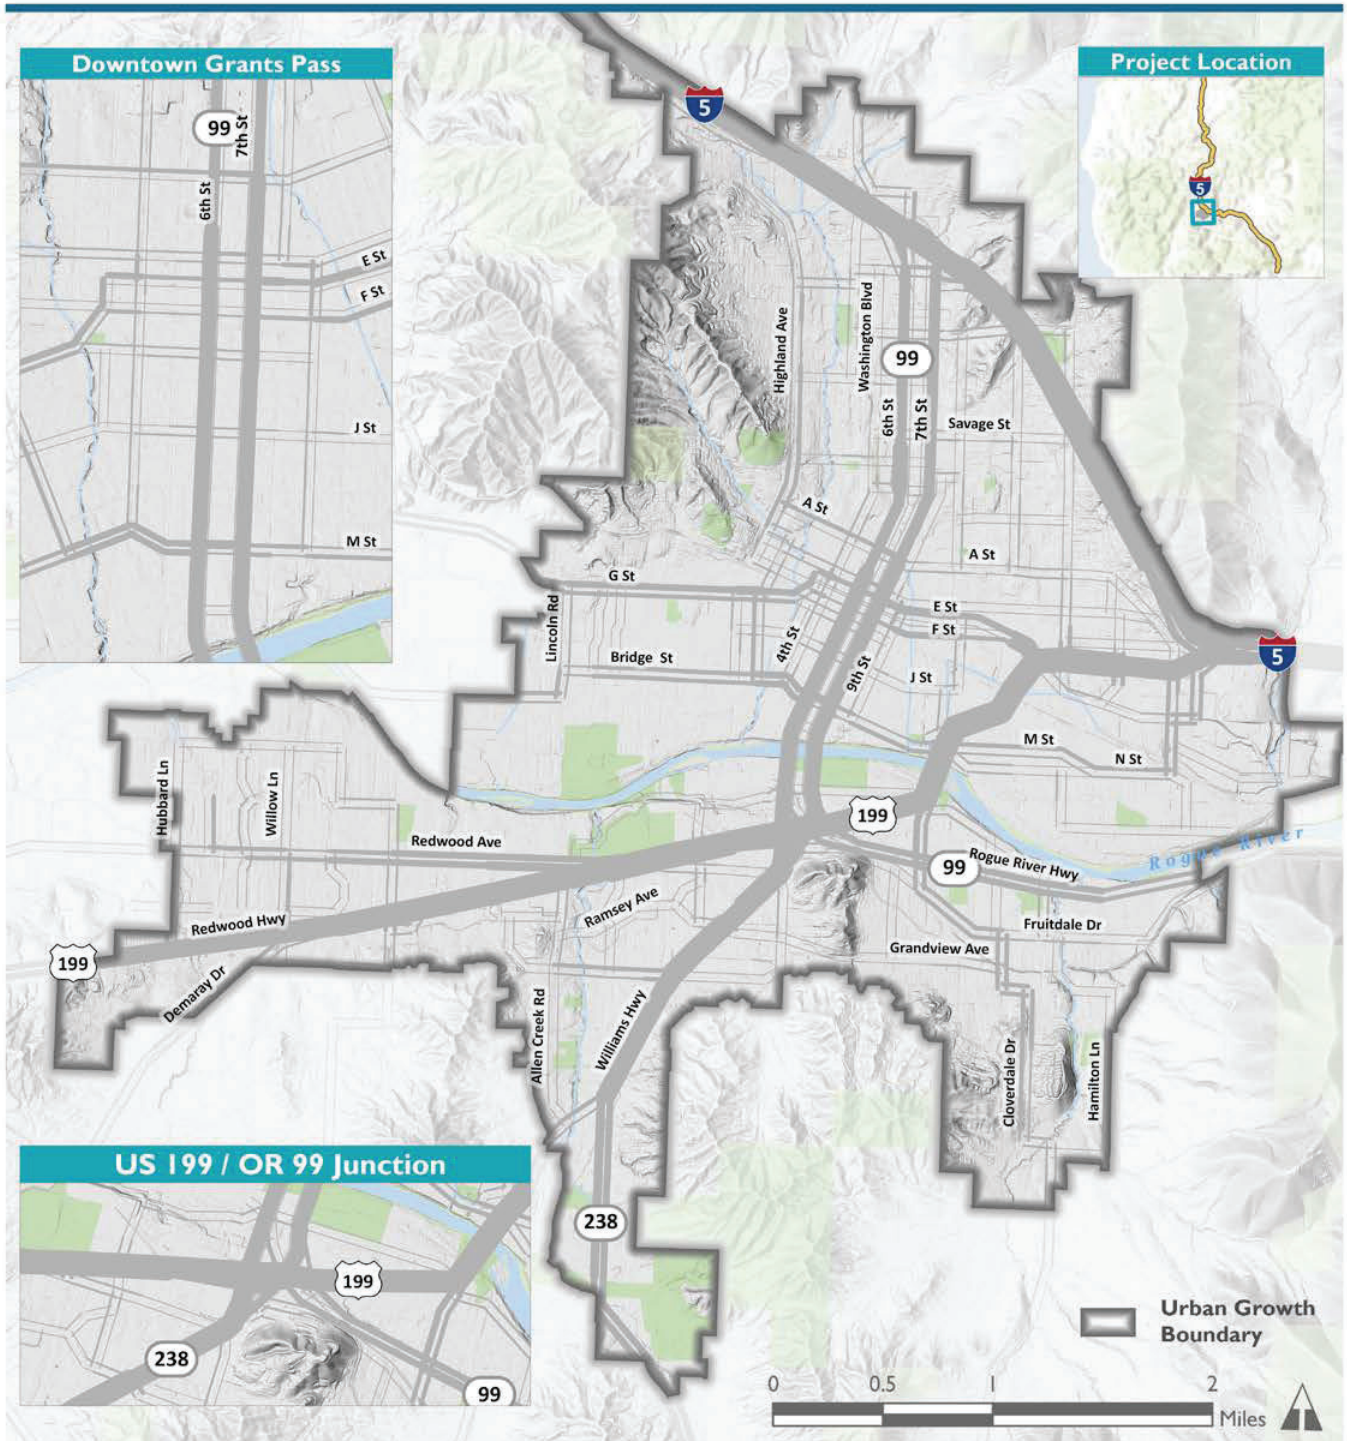 Downtown Grants Pass
99
7th St
6th St
E St
F St
J St
M St
Project Location
5
5
Highland Ave
Washington Blvd
99
6th St
7th St
Savage St
A St
A St
G St
Lincoln Rd
E St
F St
4th St
9th St
Bridge St
J St
5
M St
N St
Hubbard Ln
Willow Ln
Redwood Ave
199
Rogue River
99
Rogue River Hwy
Ramsey Ave
Redwood Hwy
Fruitdale Dr
Grandview Ave
199
Demaray Dr
Allen Creek Rd
Williams Hwy
Cloverdale Dr
Hamilton Ln
238
US 199 / OR 99 Junction
199
238
99
Urban Growth
Boundary
0 0.5 1 2
Miles